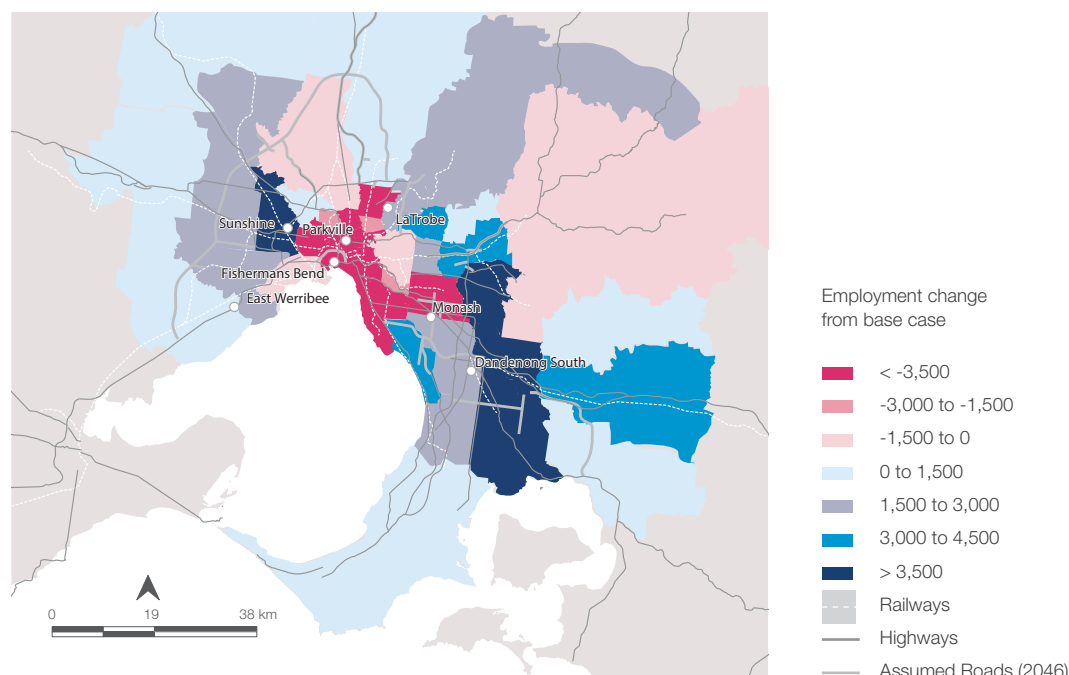 LaTrobe
Sunshine
Parkville
Fishermans Bend
East Werribee
Monash
Dandenong South
0 19 38 km
Employment change
from base case
< -3,500
-3,000 to -1,500
-1,500 to 0
0 to 1,500
1,500 to 3,000
3,000 to 4,500
> 3,500
Railways
Highways
Assumed Roads (2046)